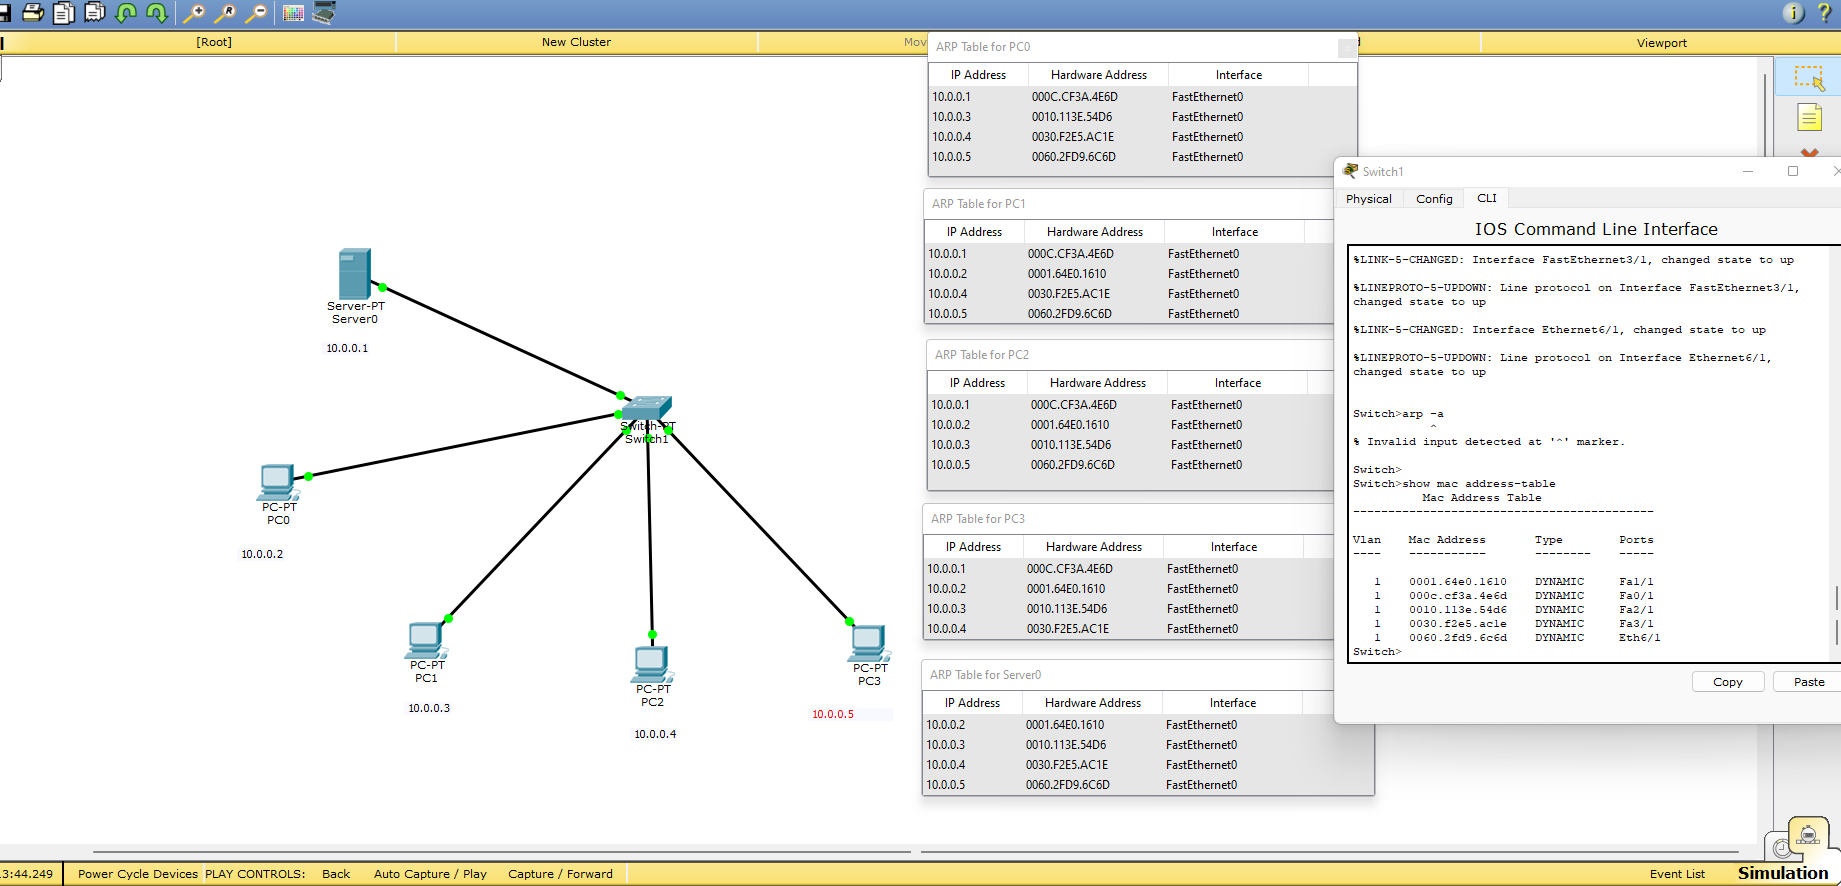 [Root]
New Cluster
Mov
Viewport
ARP Table for PC0
IP Address Hardware Address Interface
10.0.0.1 000C.CF3A.4E6D FastEthernet0
10.0.0.3 0010.113E.54D6 FastEthernet0
10.0.0.4 0030.F2E5.AC1E FastEthernet0
10.0.0.5 0060.2FD9.6C6D FastEthernet0
ARP Table for PC1
IP Address Hardware Address Interface
10.0.0.1 000C.CF3A.4E6D FastEthernet0
10.0.0.2 0001.64E0.1610 FastEthernet0
10.0.0.4 0030.F2E5.AC1E FastEthernet0
10.0.0.5 0060.2FD9.6C6D FastEthernet0
ARP Table for PC2
IP Address Hardware Address Interface
10.0.0.1 000C.CF3A.4E6D FastEthernet0
10.0.0.2 0001.64E0.1610 FastEthernet0
10.0.0.3 0010.113E.54D6 FastEthernet0
10.0.0.5 0060.2FD9.6C6D FastEthernet0
ARP Table for PC3
IP Address Hardware Address Interface
10.0.0.1 000C.CF3A.4E6D FastEthernet0
10.0.0.2 0001.64E0.1610 FastEthernet0
10.0.0.3 0010.113E.54D6 FastEthernet0
10.0.0.4 0030.F2E5.AC1E FastEthernet0
ARP Table for Server0
IP Address Hardware Address Interface
10.0.0.2 0001.64E0.1610 FastEthernet0
10.0.0.3 0010.113E.54D6 FastEthernet0
10.0.0.4 0030.F2E5.AC1E FastEthernet0
10.0.0.5 0060.2FD9.6C6D FastEthernet0
Server-PT
Server0
10.0.0.1
Switch-PT
Switch1
PC-PT
PC0
10.0.0.2
PC-PT
PC1
10.0.0.3
PC-PT
PC2
10.0.0.4
PC-PT
PC3
10.0.0.5
Switch1
Physical Config CLI
IOS Command Line Interface
%LINK-5-CHANGED: Interface FastEthernet3/1, changed state to up
%LINEPROTO-5-UPDOWN: Line protocol on Interface FastEthernet3/1,
changed state to up
%LINK-5-CHANGED: Interface Ethernet6/1, changed state to up
%LINEPROTO-5-UPDOWN: Line protocol on Interface Ethernet6/1,
changed state to up
Switch>arp -a
^
% Invalid input detected at '^' marker.
Switch>
Switch>show mac address-table
Mac Address Table
-------------------------------------------
Vlan Mac Address Type Ports
---- ----------- -------- -----
1 0001.64e0.1610 DYNAMIC Fa1/1
1 000c.cf3a.4e6d DYNAMIC Fa0/1
1 0010.113e.54d6 DYNAMIC Fa2/1
1 0030.f2e5.ac1e DYNAMIC Fa3/1
1 0060.2fd9.6c6d DYNAMIC Eth6/1
Switch>
Copy Paste
3:44.249 Power Cycle Devices PLAY CONTROLS: Back Auto Capture / Play Capture / Forward Event List Simulation